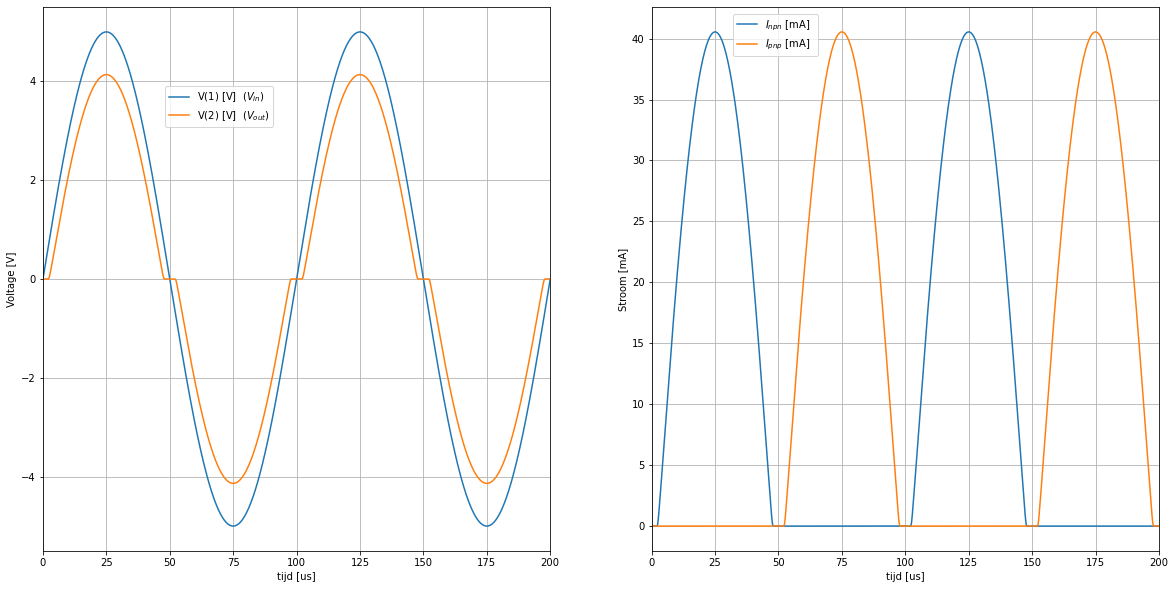 V(1) [V] (V_in)
V(2) [V] (V_out)
4
2
0
−2
−4
Voltage [V]
0 25 50 75 100 125 150 175 200
tijd [us]
I_npn [mA]
I_pnp [mA]
40
35
30
25
20
15
10
5
0
Stroom [mA]
0 25 50 75 100 125 150 175 200
tijd [us]